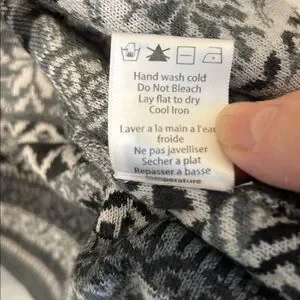 Hand wash cold
Do Not Bleach
Lay flat to dry
Cool Iron
Laver a la main a l'eau
froide
Ne pas javelliser
Secher a plat
Repasser a basse
temperature